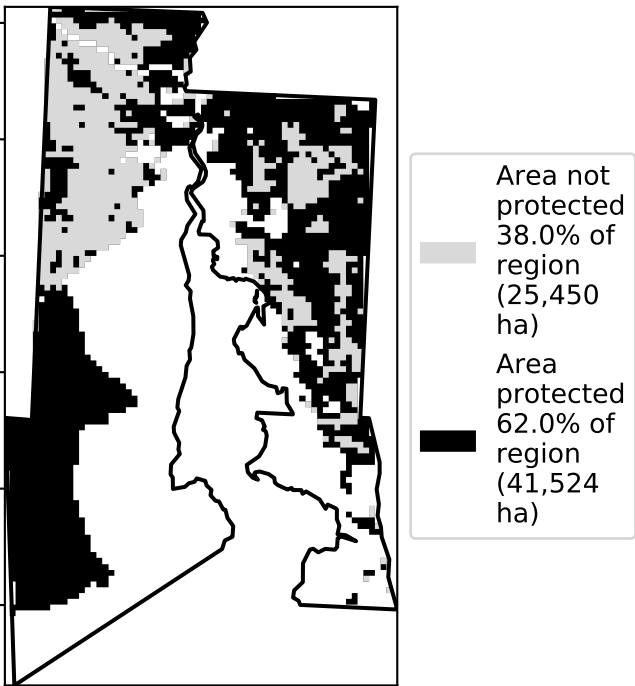 Area not
protected
38.0% of
region
(25,450
ha)
Area
protected
62.0% of
region
(41,524
ha)